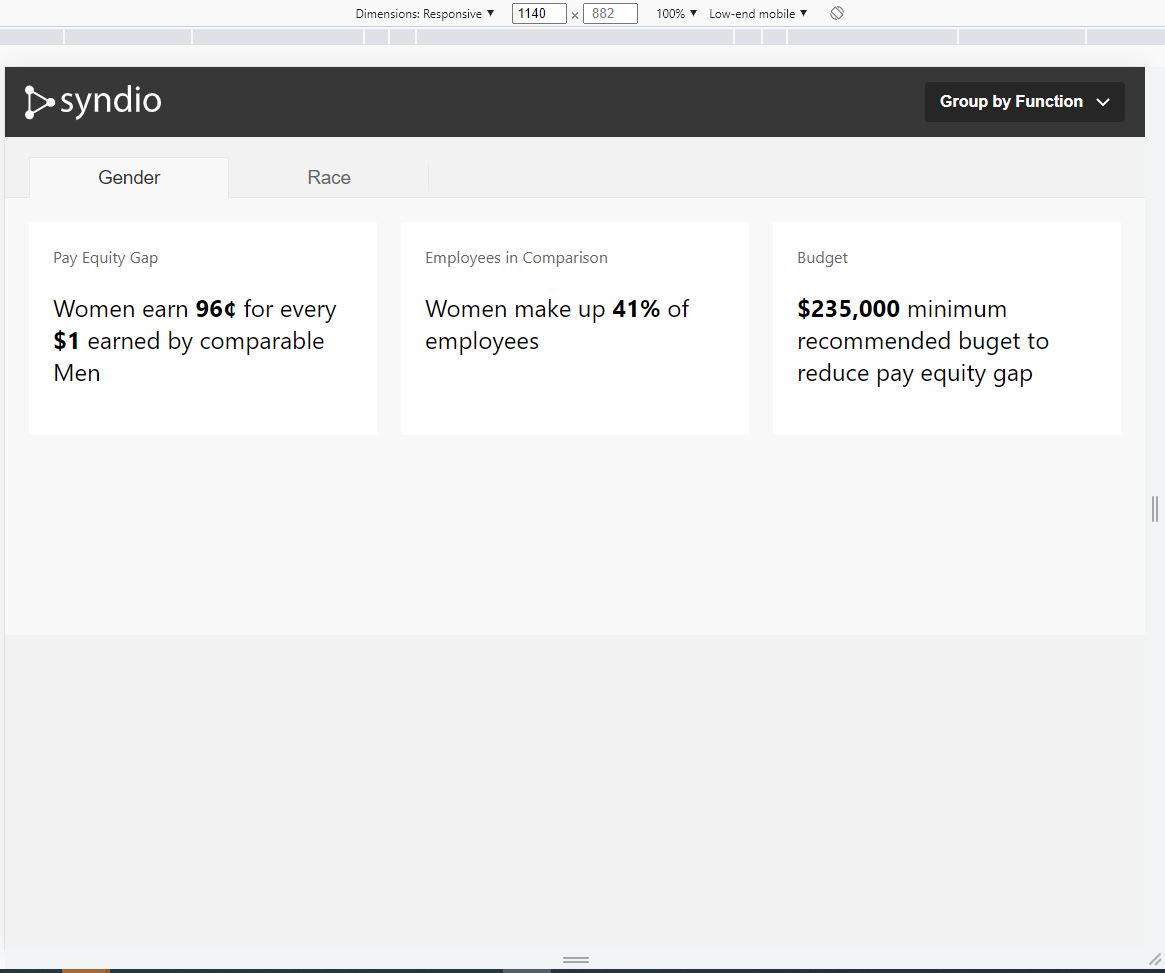 Dimensions: Responsive ▼ 1140 × 882 100% ▼ Low-end mobile ▼
syndio
Group by Function
Gender Race
Pay Equity Gap
Women earn 96¢ for every
$1 earned by comparable
Men
Employees in Comparison
Women make up 41% of
employees
Budget
$235,000 minimum
recommended buget to
reduce pay equity gap